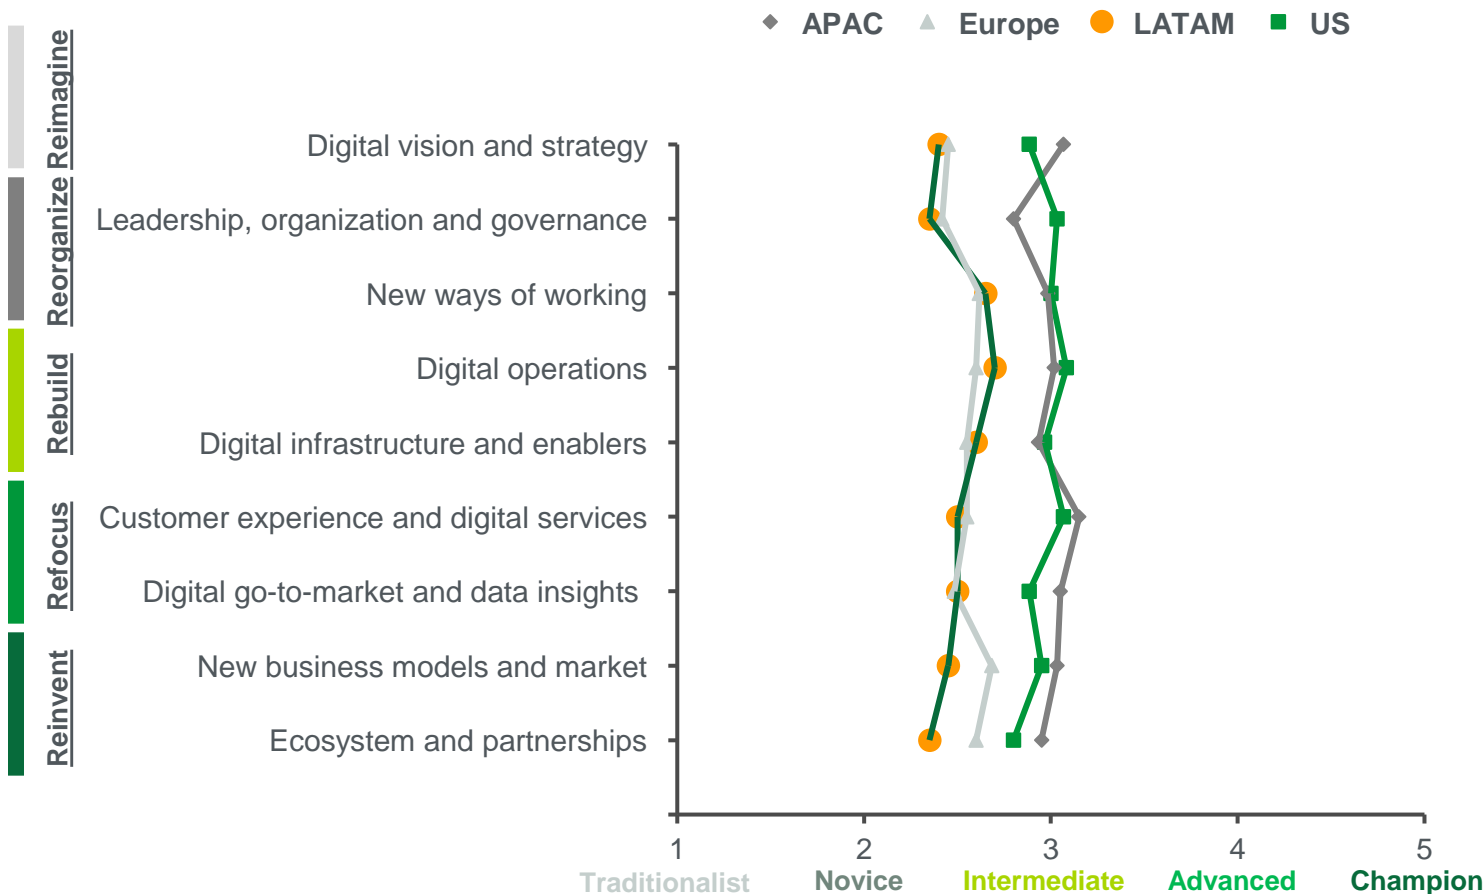 APAC Europe LATAM US
Reimagine
Reorganize
Rebuild
Refocus
Reinvent
Digital vision and strategy
Leadership, organization and governance
New ways of working
Digital operations
Digital infrastructure and enablers
Customer experience and digital services
Digital go-to-market and data insights
New business models and market
Ecosystem and partnerships
1 2 3 4 5
Traditionalist Novice Intermediate Advanced Champion